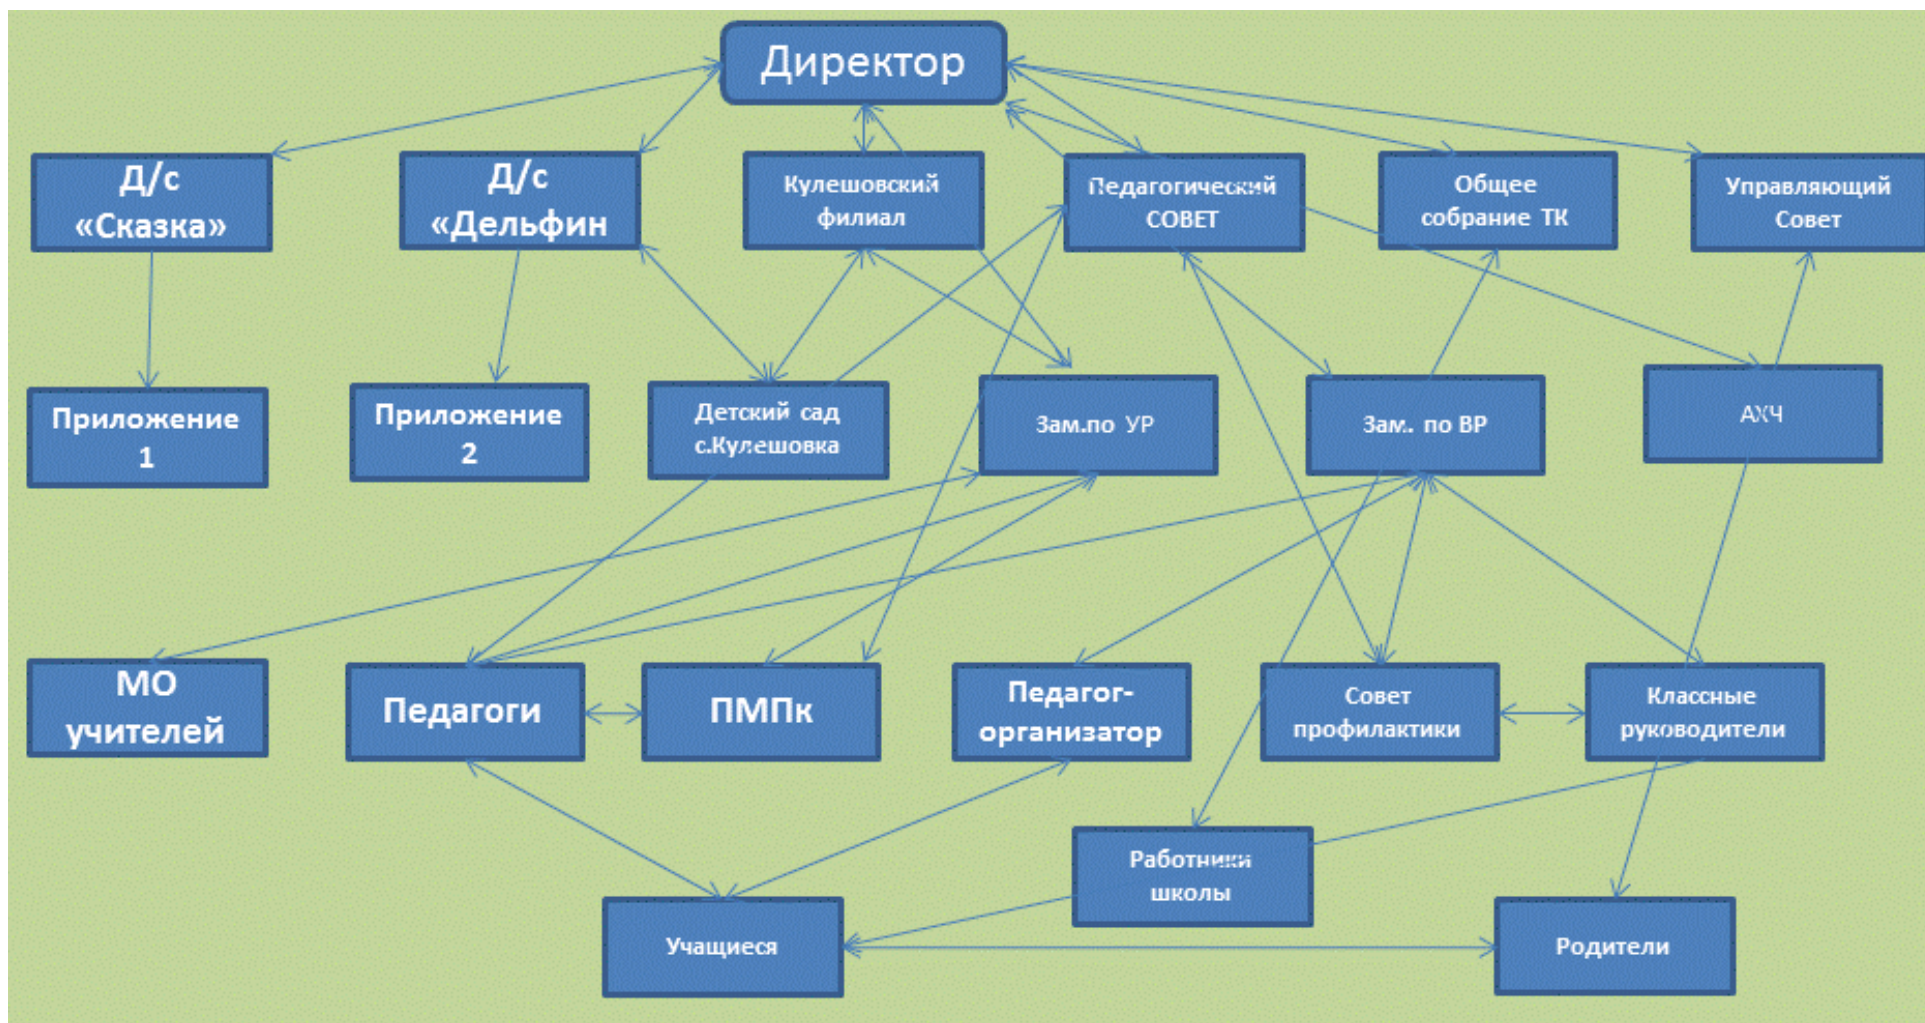 Директор
Д/с
«Сказка»
Д/с
«Дельфин
Кулешовский
филиал
Педагогический
СОВЕТ
Общее
собрание ТК
Управляющий
Совет
Приложение
1
Приложение
2
Детский сад
с.Кулешовка
Зам.по УР
Зам.. по ВР
АХЧ
МО
учителей
Педагоги
ПМПк
Педагог-
организатор
Совет
профилактики
Классные
руководители
Работники
школы
Учащиеся
Родители